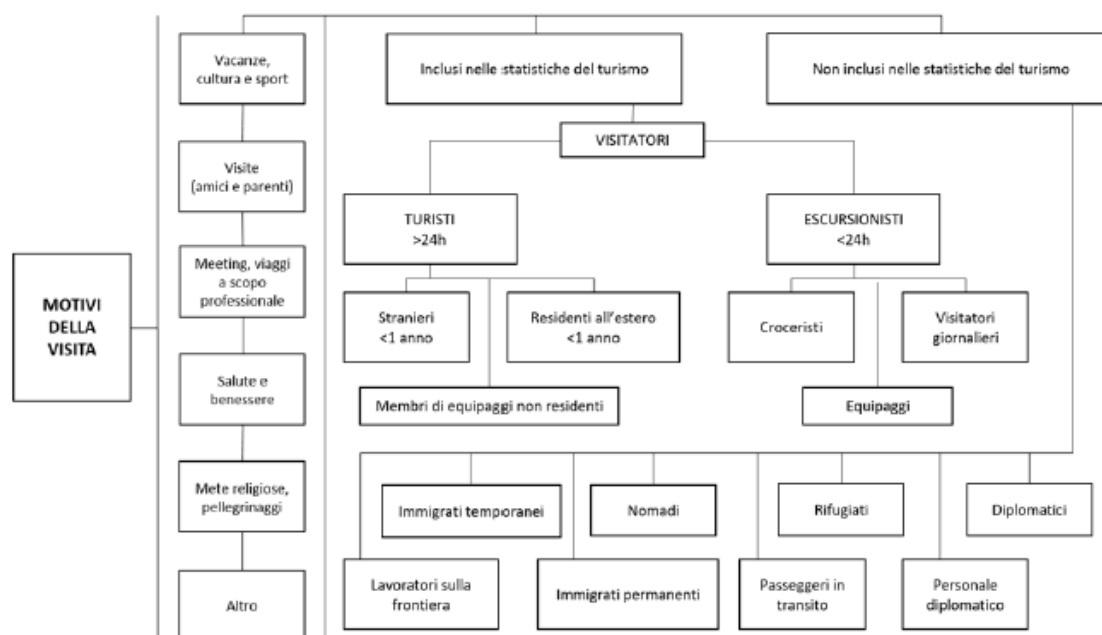 MOTIVI
DELLA
VISITA
Vacanze,
cultura e sport
Visite
(amici e parenti)
Meeting, viaggi
a scopo
professionale
Salute e
benessere
Mete religiose,
pellegrinaggi
Altro
Inclusi nelle statistiche del turismo
Non inclusi nelle statistiche del turismo
VISITATORI
TURISTI
>24h
ESCURSIONISTI
<24h
Stranieri
<1 anno
Residenti all'estero
<1 anno
Croceristi
Visitatori
giornalieri
Membri di equipaggi non residenti
Equipaggi
Immigrati temporanei
Nomadi
Rifugiati
Diplomatici
Lavoratori sulla
frontiera
Immigrati permanenti
Passeggeri in
transito
Personale
diplomatico